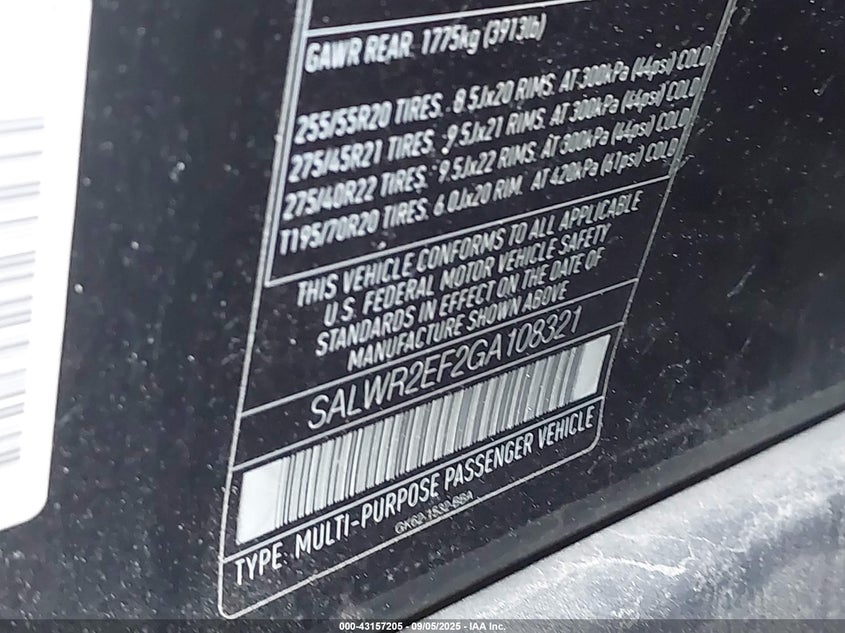 GAWR REAR 1775kg (3913lb)
255/55R20 TIRES. 8.5Jx20 RIMS. AT 300kPa (44psi) COLD
275/45R21 TIRES. 9.5Jx21 RIMS. AT 300kPa (44psi) COLD
275/40R22 TIRES. 9.5Jx22 RIMS. AT 300kPa (44psi) COLD
T195/70R20 TIRES. 6.0Jx20 RIM. AT 420kPa (61psi) COLD
THIS VEHICLE CONFORMS TO ALL APPLICABLE
U.S. FEDERAL MOTOR VEHICLE SAFETY
STANDARDS IN EFFECT ON THE DATE OF
MANUFACTURE SHOWN ABOVE
SALWR2EF2GA108321
TYPE: MULTI-PURPOSE PASSENGER VEHICLE
GK62-1532-BBA
000-43157205 - 09/05/2025 - IAA Inc.